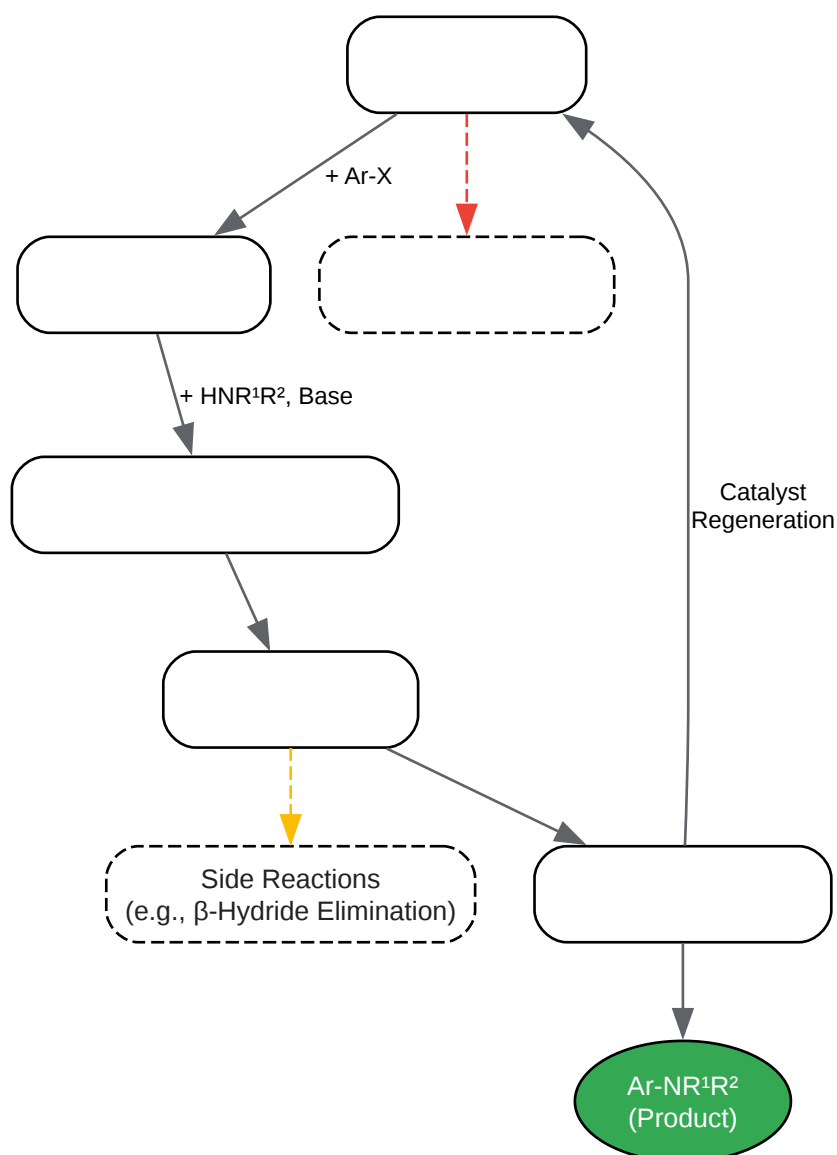 + Ar-X
+ HNR¹R², Base
Catalyst
Regeneration
Side Reactions
(e.g., β-Hydride Elimination)
Ar-NR¹R²
(Product)